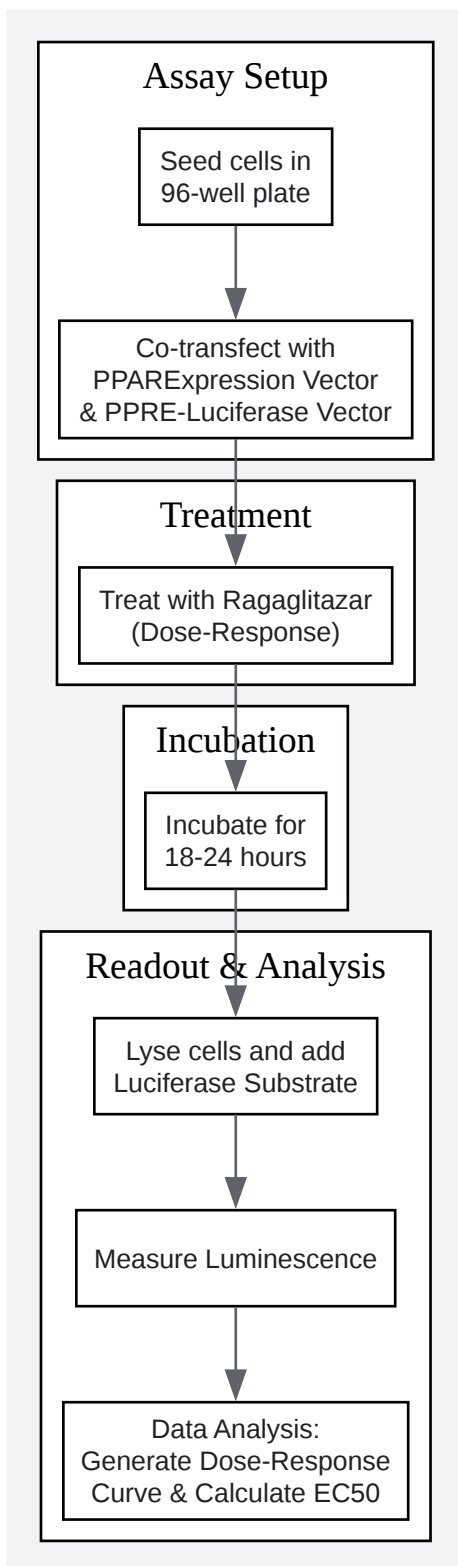 Assay Setup
Seed cells in
96-well plate
Co-transfect with
PPARExpression Vector
& PPRE-Luciferase Vector
Treatment
Treat with Ragaglitazar
(Dose-Response)
Incubation
Incubate for
18-24 hours
Readout & Analysis
Lyse cells and add
Luciferase Substrate
Measure Luminescence
Data Analysis:
Generate Dose-Response
Curve & Calculate EC50